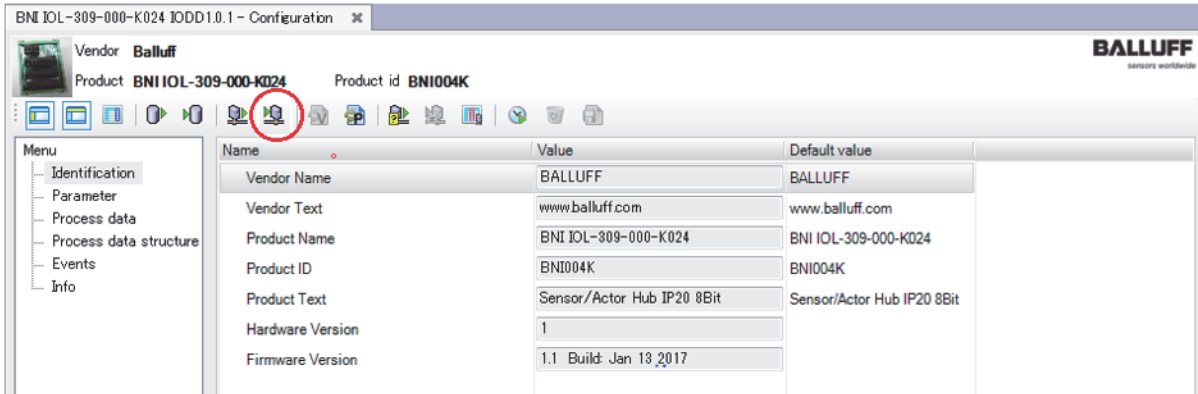 BNI IOL-309-000-K024 IODD1.0.1 - Configuration
Vendor Balluff
BALLUFF
sensors worldwide
Product BNI IOL-309-000-K024 Product id BNI004K
Menu
Identification
Parameter
Process data
Process data structure
Events
Info
Name Value Default value
Vendor Name BALLUFF BALLUFF
Vendor Text www.balluff.com www.balluff.com
Product Name BNI IOL-309-000-K024 BNI IOL-309-000-K024
Product ID BNI004K BNI004K
Product Text Sensor/Actor Hub IP20 8Bit Sensor/Actor Hub IP20 8Bit
Hardware Version 1
Firmware Version 1.1 Build: Jan 13 2017